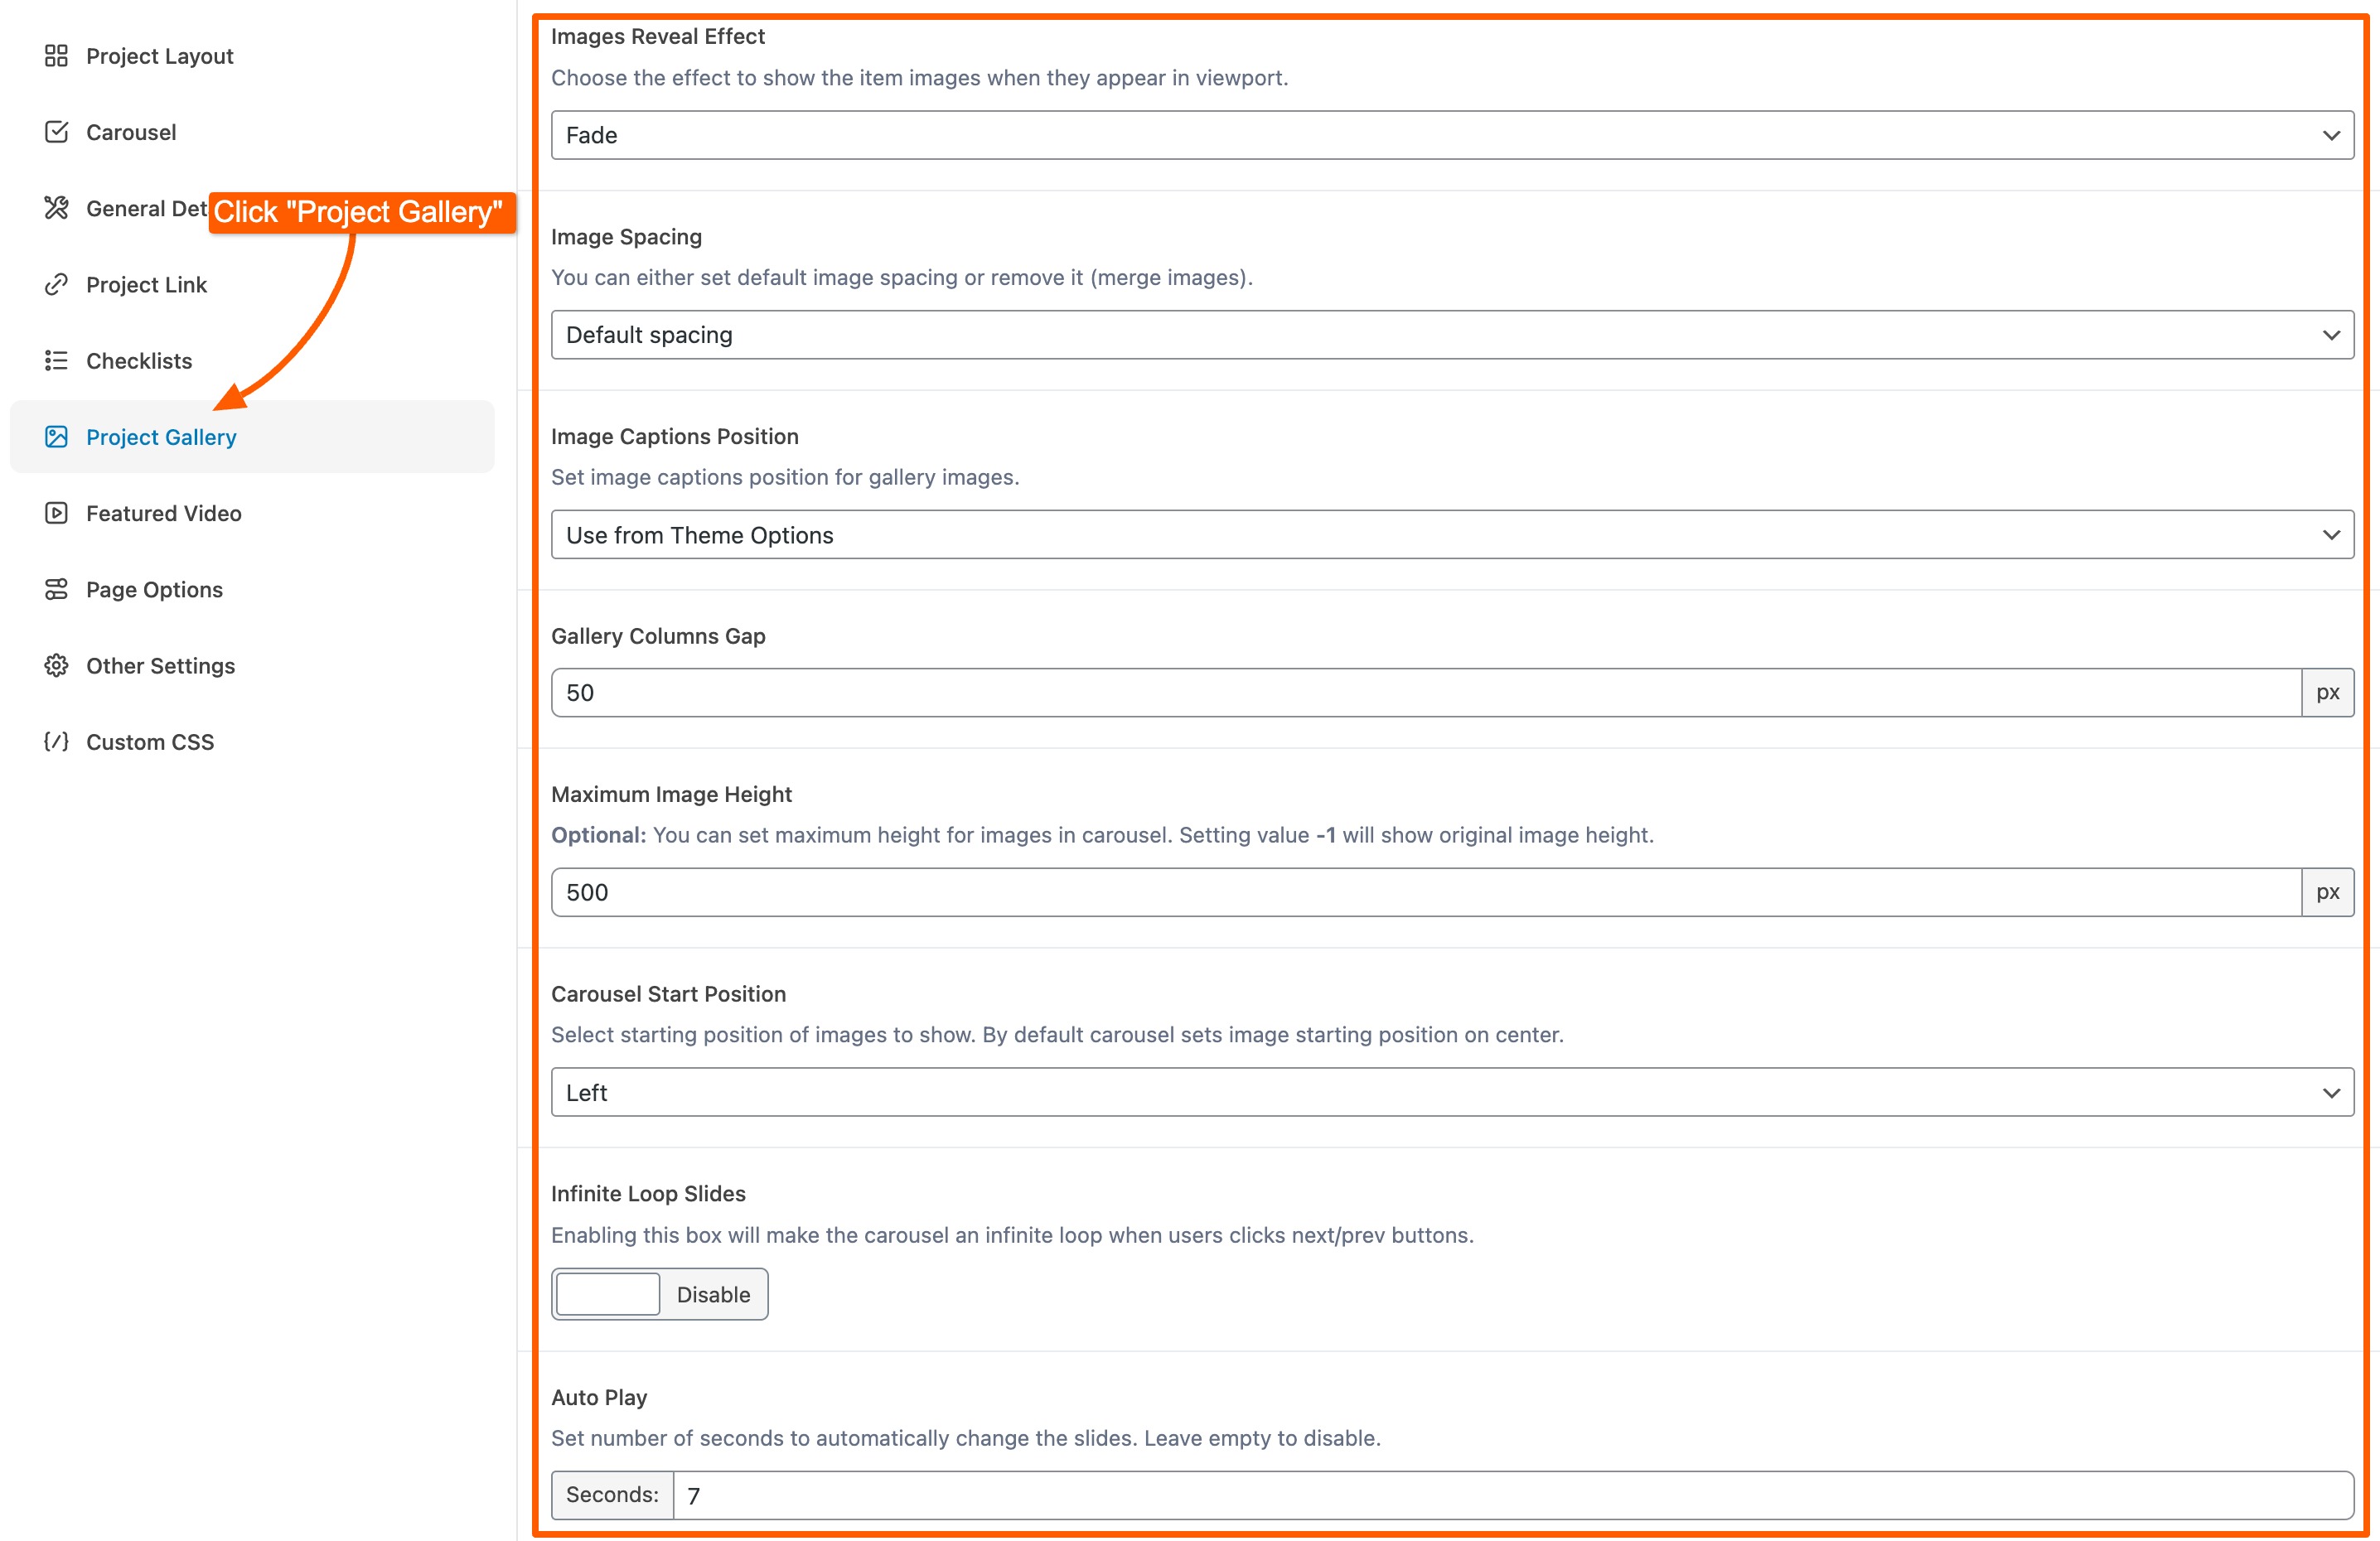 Project Layout
Carousel
General Det
Click "Project Gallery"
Project Link
Checklists
Project Gallery
Featured Video
Page Options
Other Settings
Custom CSS
Images Reveal Effect
Choose the effect to show the item images when they appear in viewport.
Fade
Image Spacing
You can either set default image spacing or remove it (merge images).
Default spacing
Image Captions Position
Set image captions position for gallery images.
Use from Theme Options
Gallery Columns Gap
50 px
Maximum Image Height
Optional: You can set maximum height for images in carousel. Setting value -1 will show original image height.
500 px
Carousel Start Position
Select starting position of images to show. By default carousel sets image starting position on center.
Left
Infinite Loop Slides
Enabling this box will make the carousel an infinite loop when users clicks next/prev buttons.
Disable
Auto Play
Set number of seconds to automatically change the slides. Leave empty to disable.
Seconds: 7